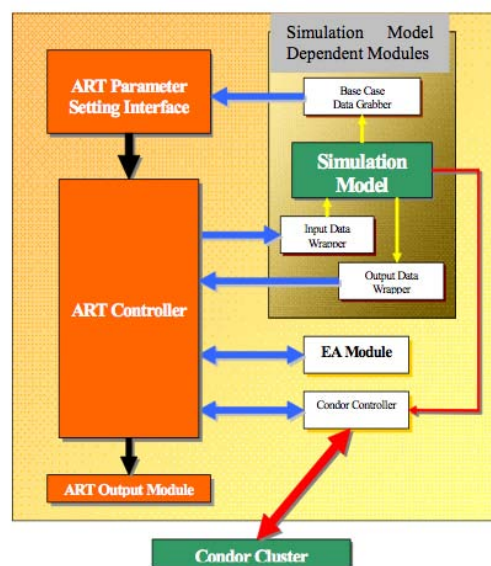 Simulation Model
Dependent Modules
ART Parameter
Setting Interface
Base Case
Data Grabber
Simulation
Model
Input Data
Wrapper
Output Data
Wrapper
ART Controller
EA Module
Condor Controller
ART Output Module
Condor Cluster